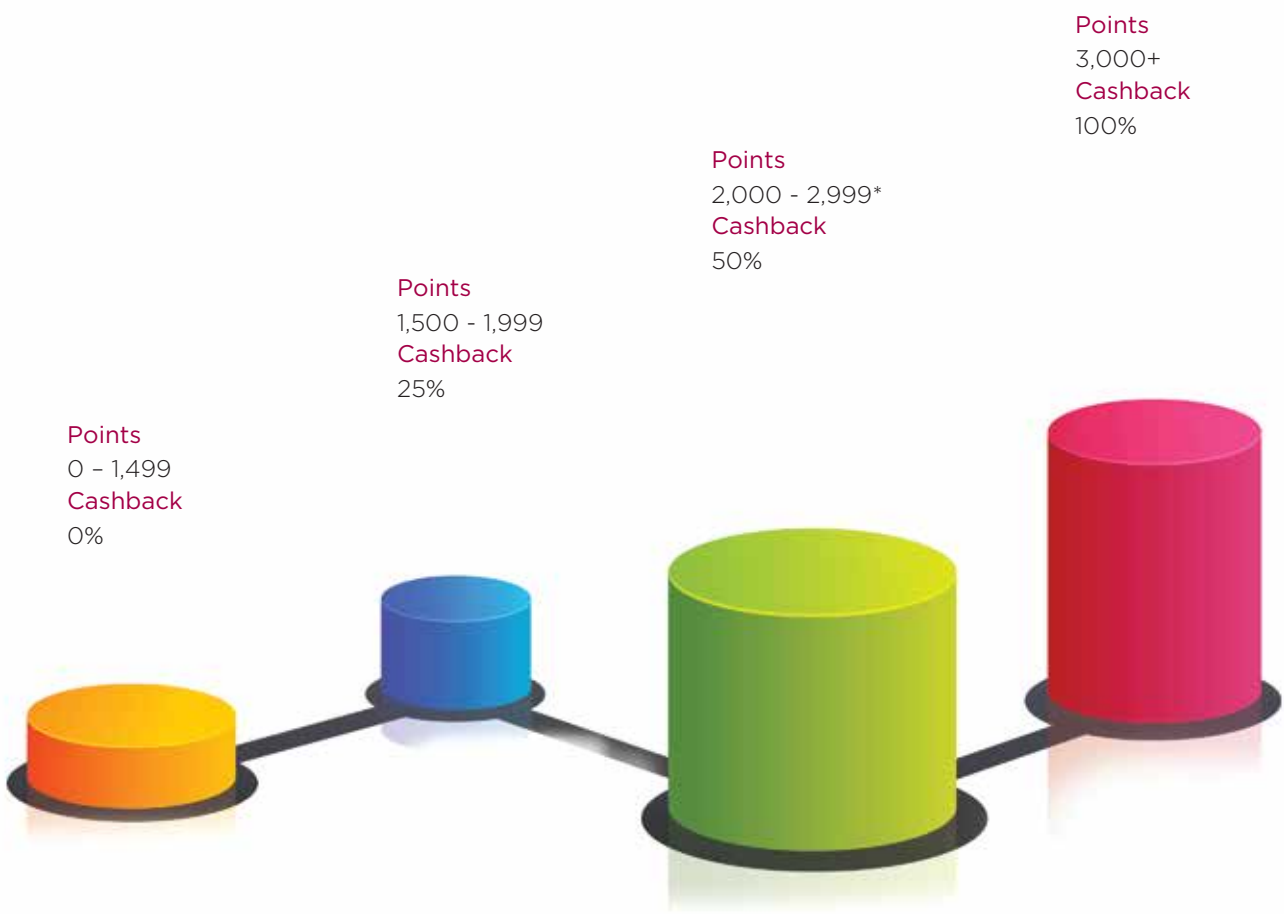 Points
0 – 1,499
Cashback
0%
Points
1,500 - 1,999
Cashback
25%
Points
2,000 - 2,999*
Cashback
50%
Points
3,000+
Cashback
100%